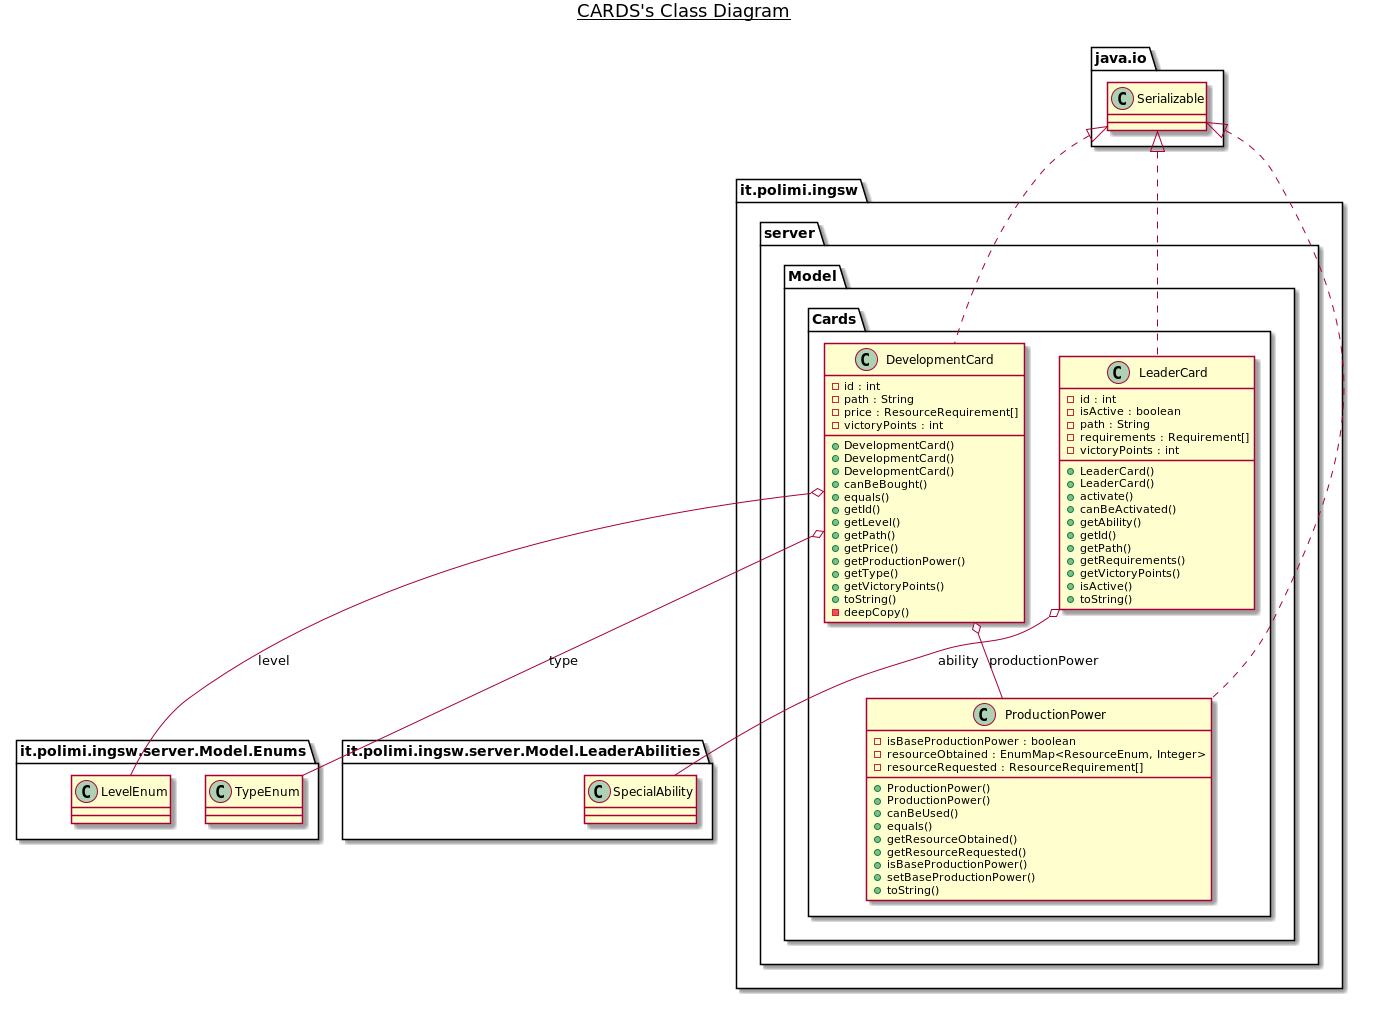 CARDS's Class Diagram
java.io
C Serializable
it.polimi.ingsw
server
Model
Cards
C DevelopmentCard
id : int
path : String
price : ResourceRequirement[]
victoryPoints : int
DevelopmentCard()
DevelopmentCard()
DevelopmentCard()
canBeBought()
equals()
getId()
getLevel()
getPath()
getPrice()
getProductionPower()
getType()
getVictoryPoints()
toString()
deepCopy()
C LeaderCard
id : int
isActive : boolean
path : String
requirements : Requirement[]
victoryPoints : int
LeaderCard()
LeaderCard()
activate()
canBeActivated()
getAbility()
getId()
getPath()
getRequirements()
getVictoryPoints()
isActive()
toString()
level
type
ability
productionPower
C ProductionPower
isBaseProductionPower : boolean
resourceObtained : EnumMap<ResourceEnum, Integer>
resourceRequested : ResourceRequirement[]
ProductionPower()
ProductionPower()
canBeUsed()
equals()
getResourceObtained()
getResourceRequested()
isBaseProductionPower()
setBaseProductionPower()
toString()
it.polimi.ingsw.server.Model.Enums
C LevelEnum
C TypeEnum
it.polimi.ingsw.server.Model.LeaderAbilities
C SpecialAbility